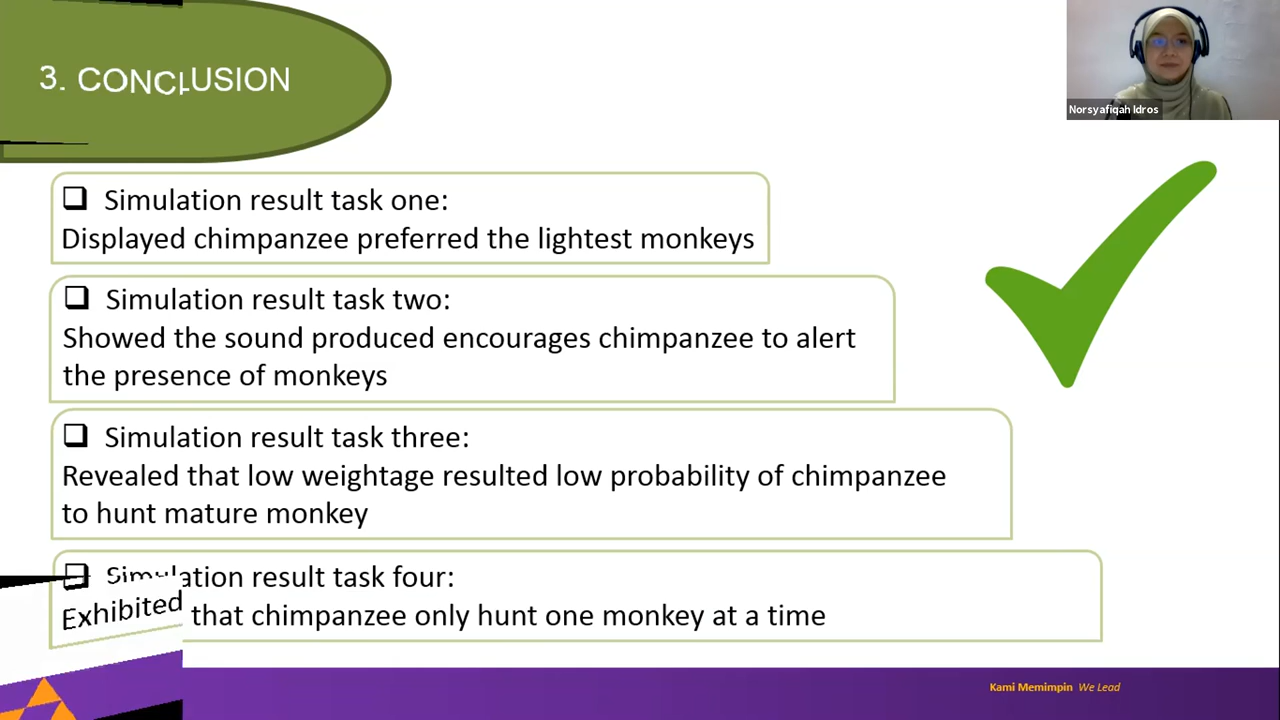 3. CONCLUSION
Norsyafiqah Idros
❑ Simulation result task one:
Displayed chimpanzee preferred the lightest monkeys
❑ Simulation result task two:
Showed the sound produced encourages chimpanzee to alert
the presence of monkeys
❑ Simulation result task three:
Revealed that low weightage resulted low probability of chimpanzee
to hunt mature monkey
❑ Simulation result task four:
Exhibited that chimpanzee only hunt one monkey at a time
Kami Memimpin We Lead